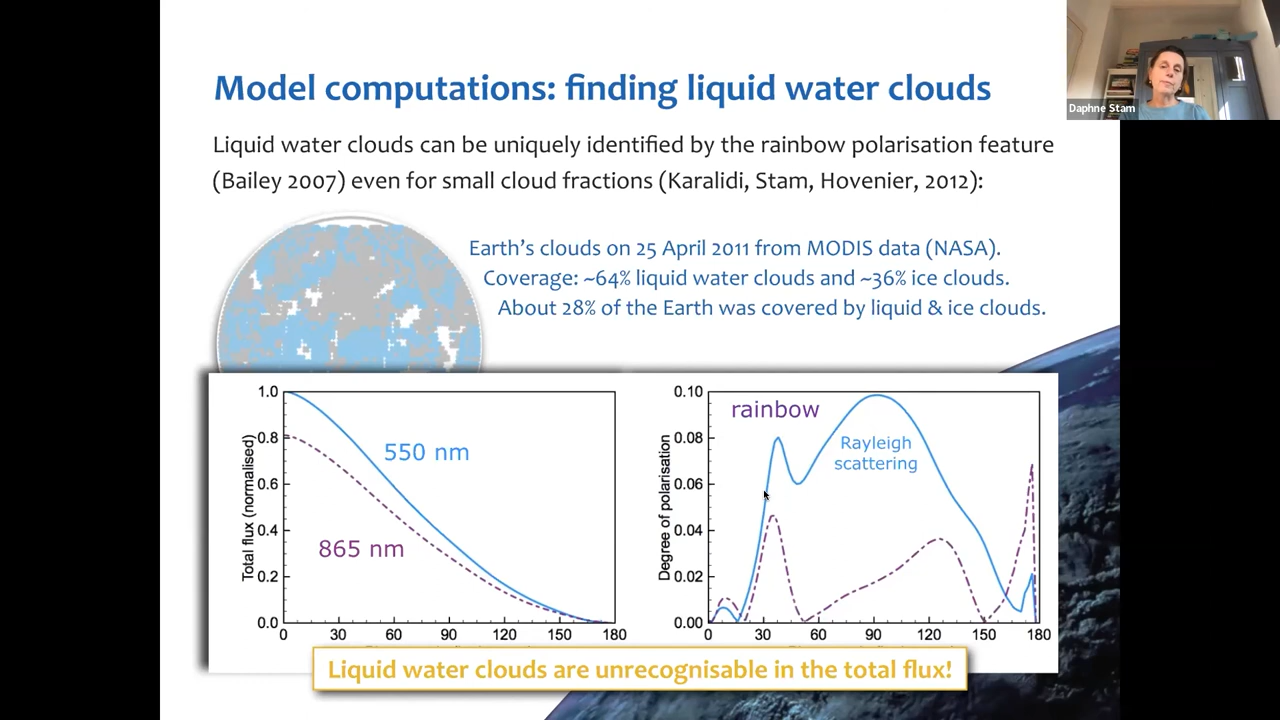 Model computations: finding liquid water clouds
Daphne Stam
Liquid water clouds can be uniquely identified by the rainbow polarisation feature
(Bailey 2007) even for small cloud fractions (Karalidi, Stam, Hovenier, 2012):
Earth's clouds on 25 April 2011 from MODIS data (NASA).
Coverage: ~64% liquid water clouds and ~36% ice clouds.
About 28% of the Earth was covered by liquid & ice clouds.
Total flux (normalised)
1.0
0.8
0.6
0.4
0.2
0.0
550 nm
865 nm
0 30 60 90 120 150 180
Degree of polarisation
0.10
0.08
0.06
0.04
0.02
0.00
rainbow
Rayleigh
scattering
0 30 60 90 120 150 180
Liquid water clouds are unrecognisable in the total flux!